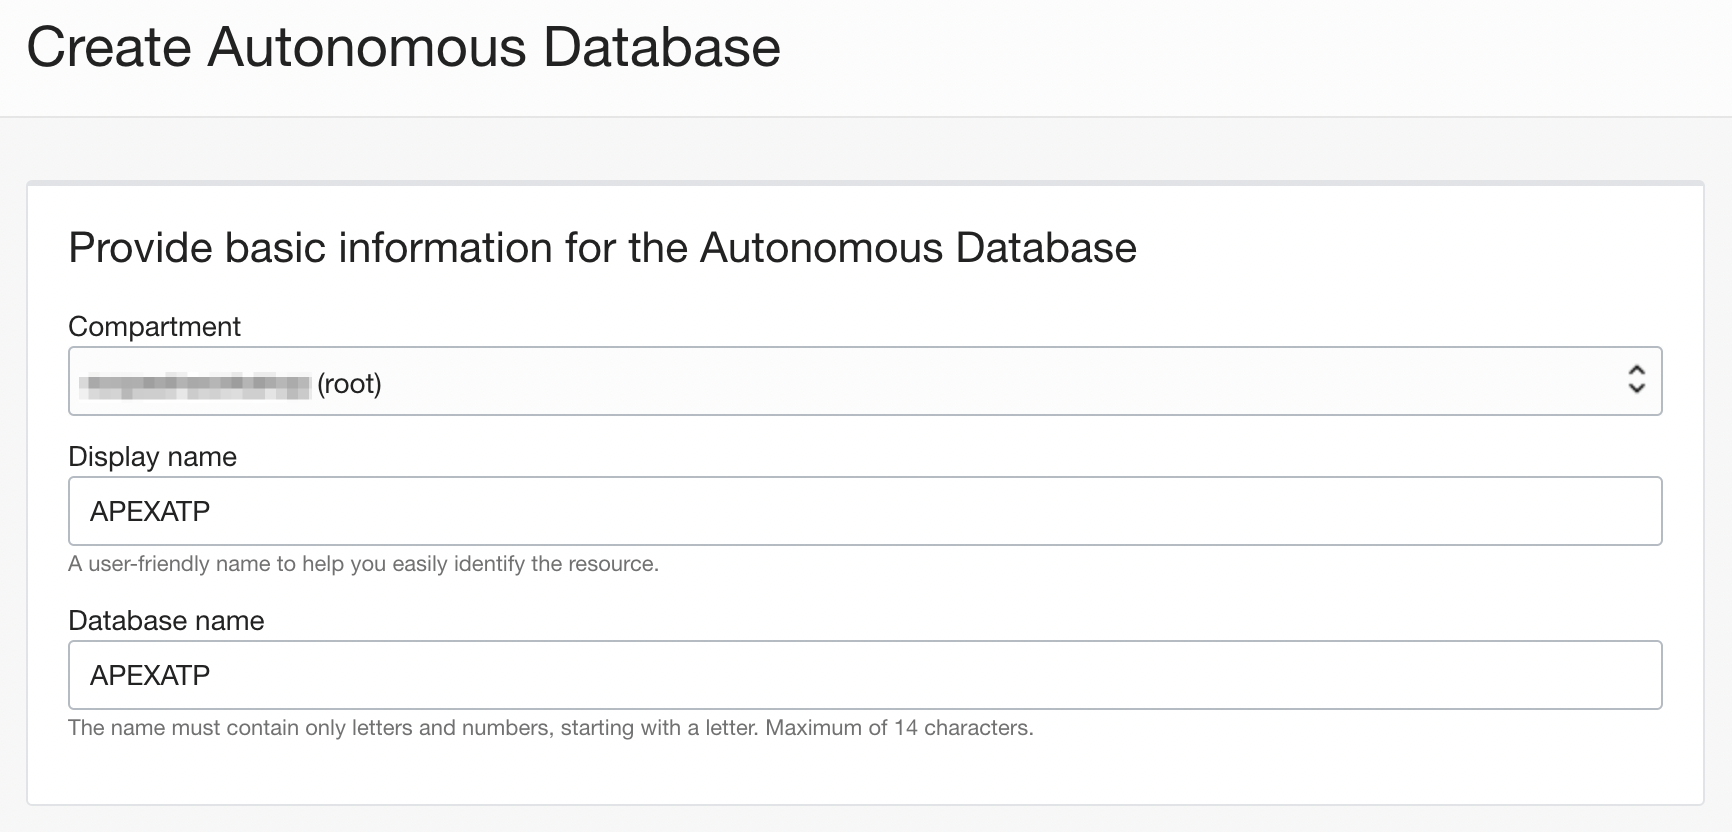 Create Autonomous Database
Provide basic information for the Autonomous Database
Compartment
(root)
Display name
APEXATP
A user-friendly name to help you easily identify the resource.
Database name
APEXATP
The name must contain only letters and numbers, starting with a letter. Maximum of 14 characters.